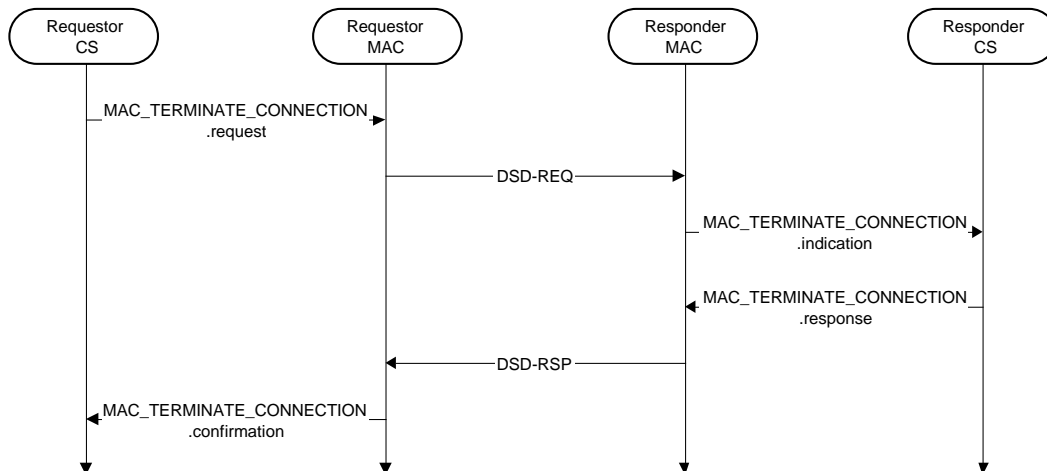 Requestor
CS
Requestor
MAC
Responder
MAC
Responder
CS
MAC_TERMINATE_CONNECTION
.request
DSD-REQ
MAC_TERMINATE_CONNECTION
.indication
MAC_TERMINATE_CONNECTION
.response
DSD-RSP
MAC_TERMINATE_CONNECTION
.confirmation